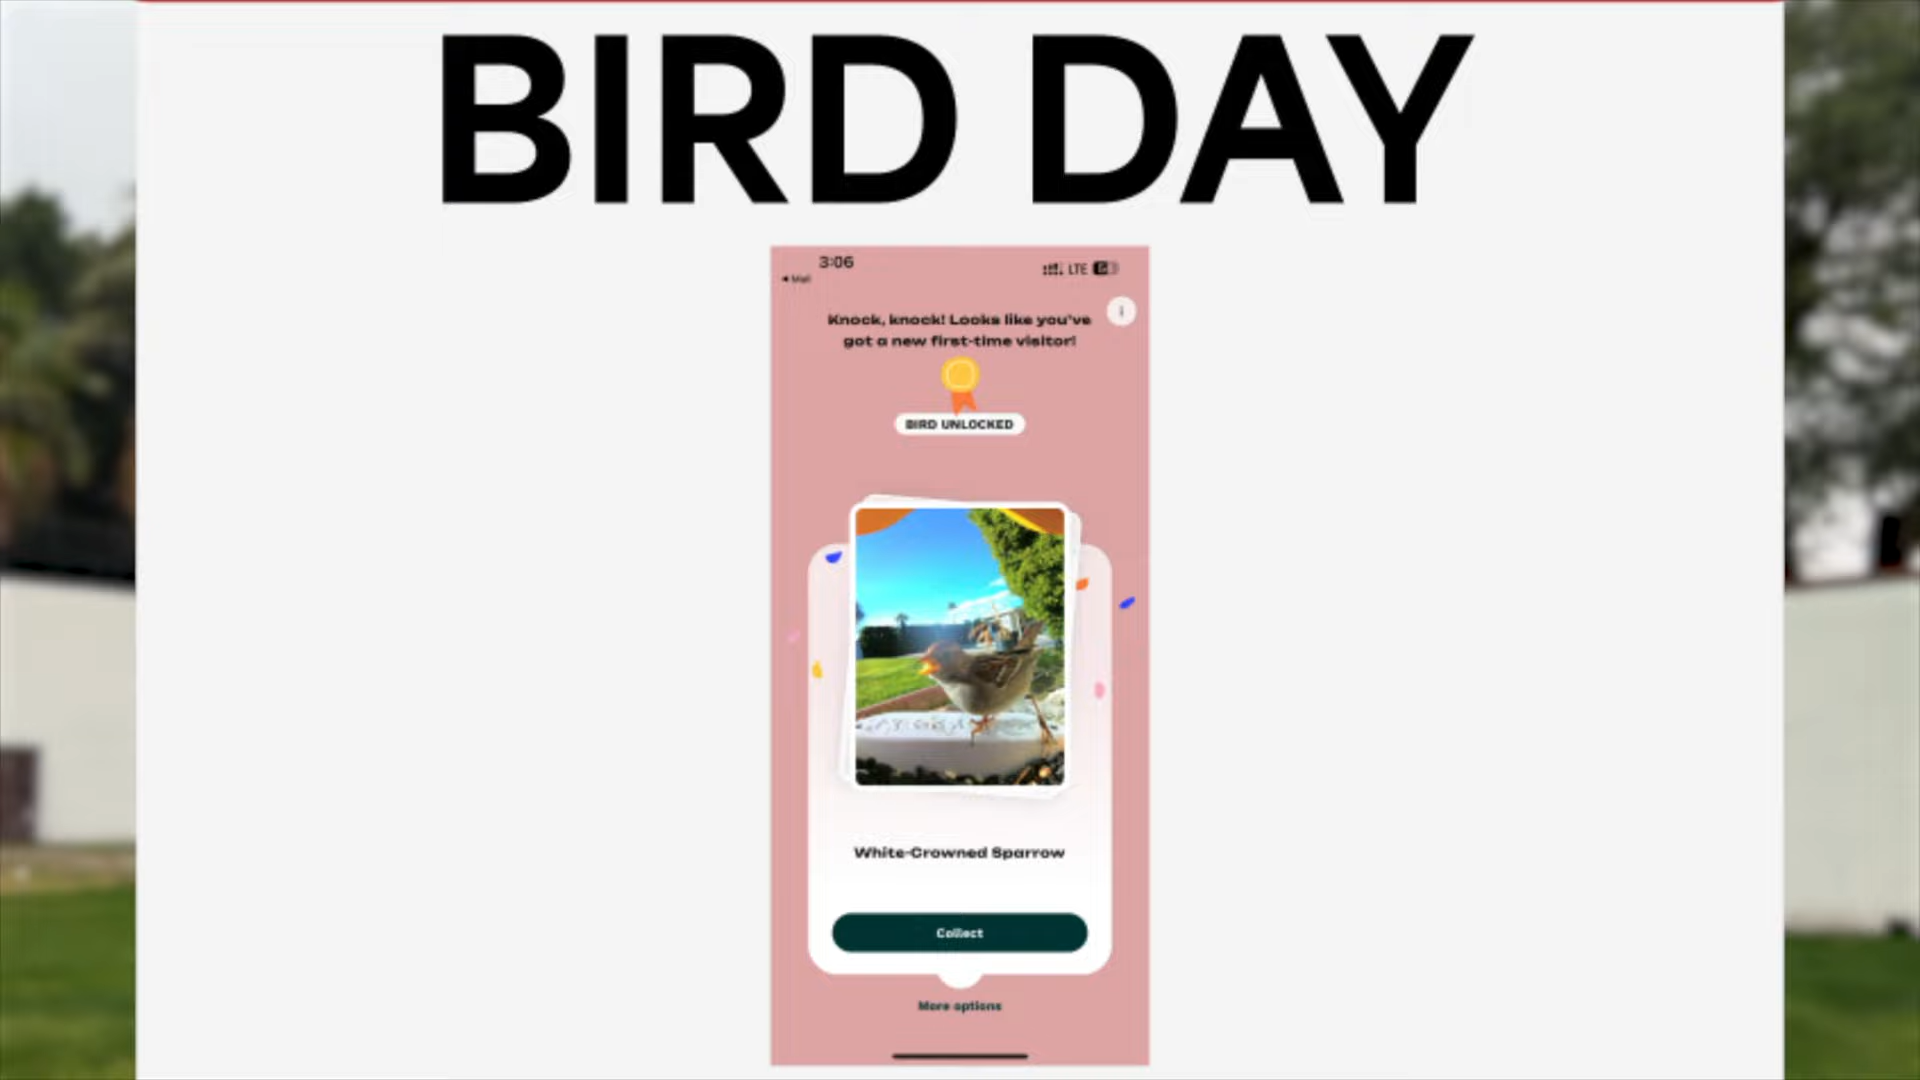 BIRD DAY
3:06
LTE
Mail
Knock, knock! Looks like you've
got a new first-time visitor!
BIRD UNLOCKED
White-Crowned Sparrow
Collect
More options